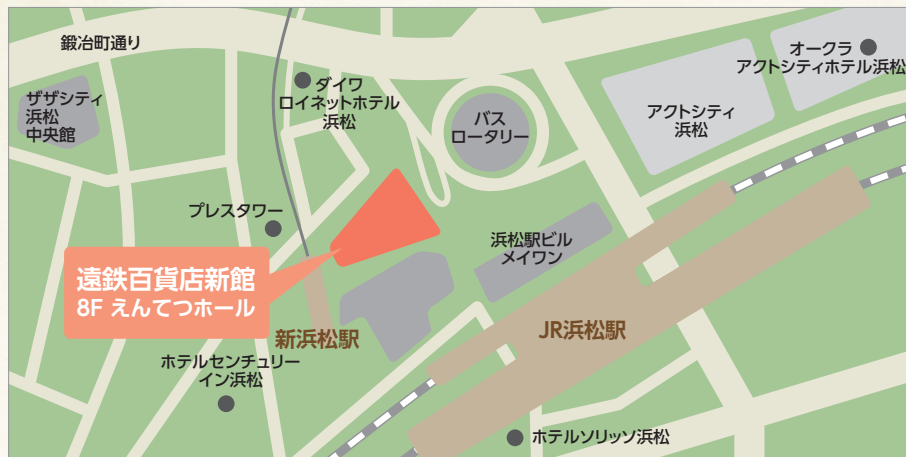 鍛冶町通り
オークラ
アクトシティホテル浜松
ザザシティ
浜松
中央館
ダイワ
ロイネットホテル
浜松
バス
ロータリー
アクトシティ
浜松
プレスタワー
浜松駅ビル
メイワン
遠鉄百貨店新館
8F えんてつホール
新浜松駅
JR浜松駅
ホテルセンチュリー
イン浜松
ホテルソリッソ浜松